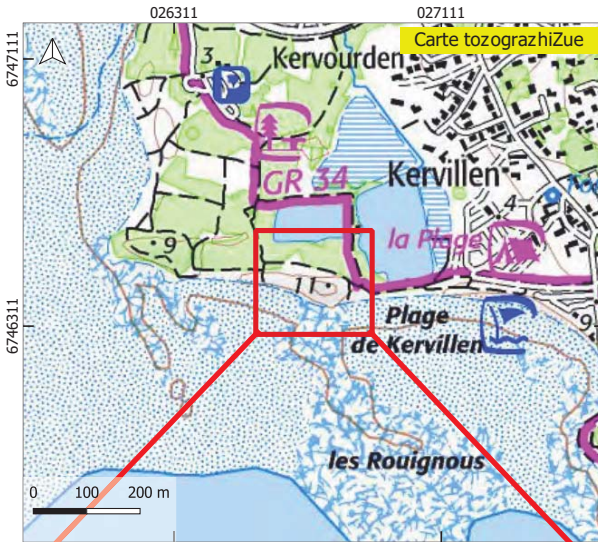 026311 027111
Carte tozograzhiZue
6747111
3
Kervourden
GR 34
Kervillen
4
la Plage
9
11
6746311
Plage
de Kervillen
9
les Rouignous
0 100 200 m